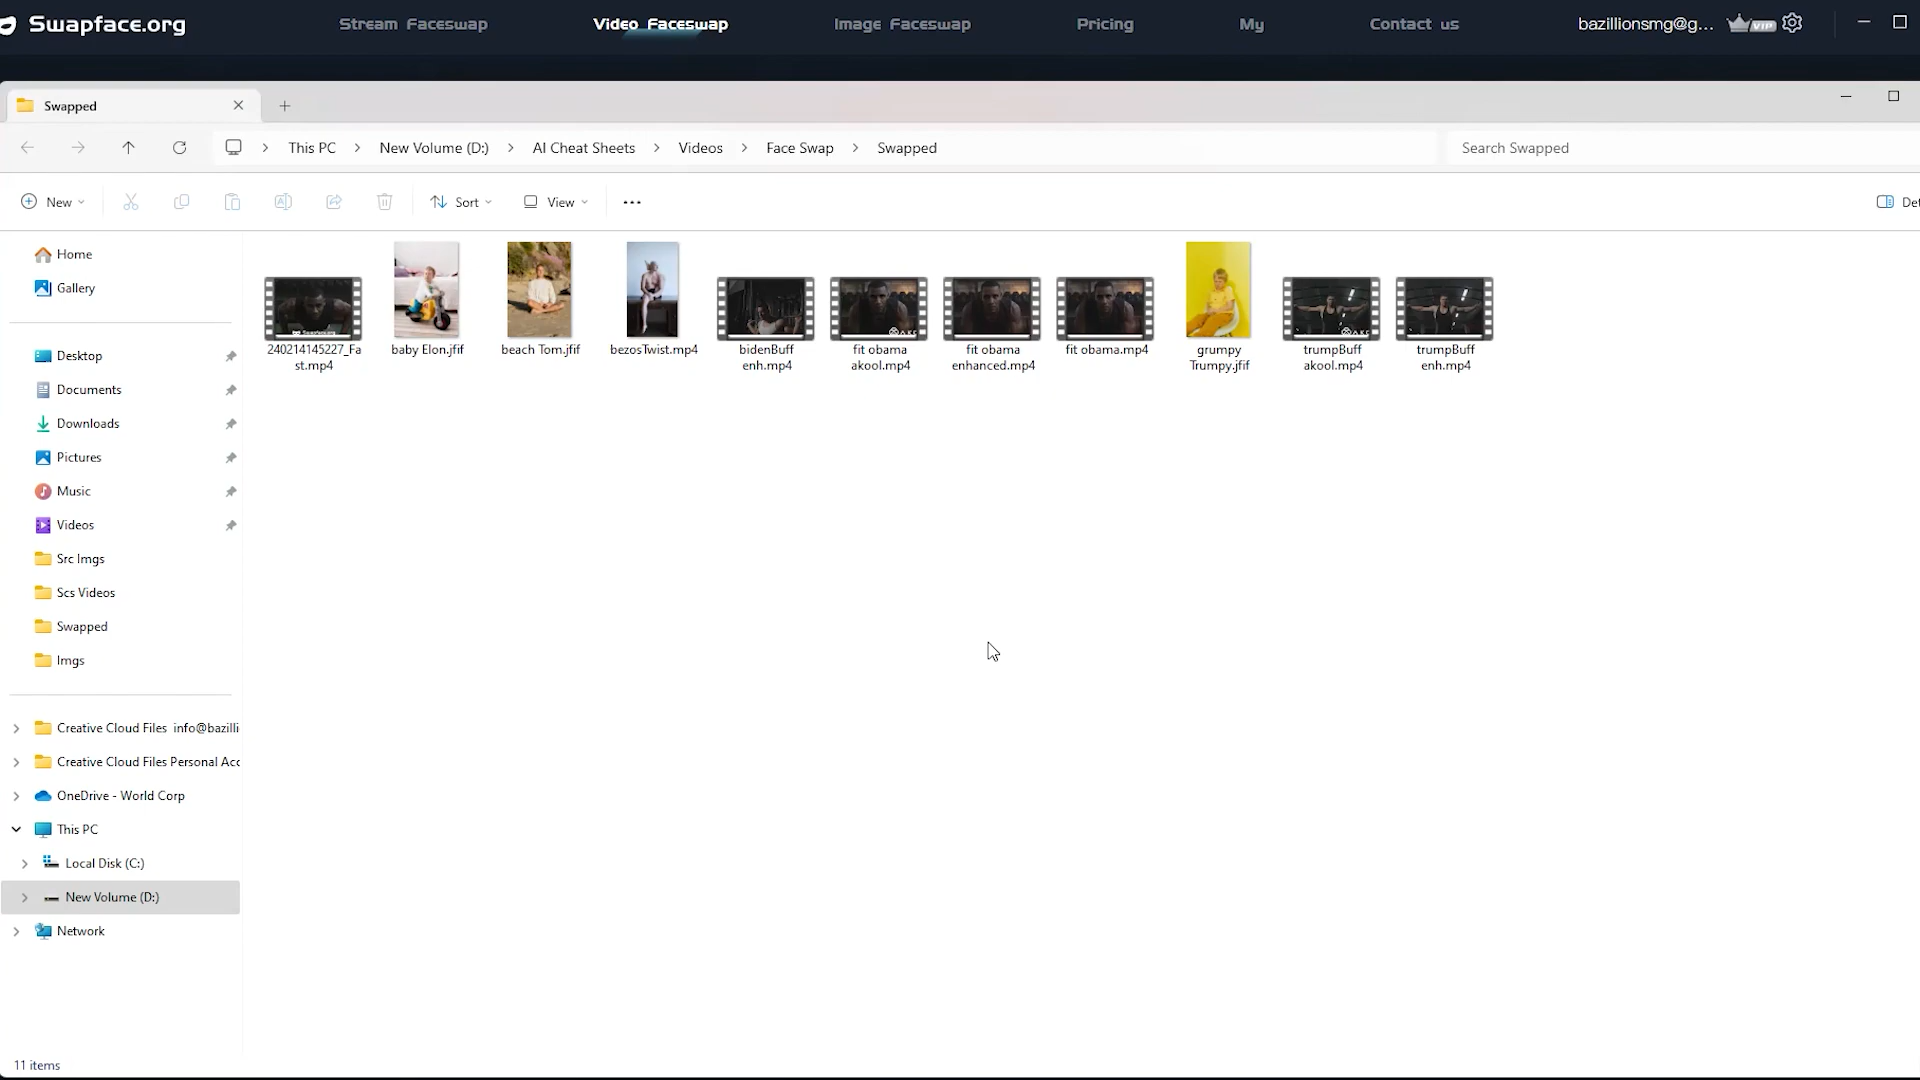 Swapface.org
Stream Faceswap
Video Faceswap
Image Faceswap
Pricing
My
Contact us
bazillionsmg@g...
VIP
Swapped
This PC
New Volume (D:)
AI Cheat Sheets
Videos
Face Swap
Swapped
Search Swapped
New
Sort
View
Det
Home
Gallery
Desktop
Documents
Downloads
Pictures
Music
Videos
Src Imgs
Scs Videos
Swapped
Imgs
Creative Cloud Files info@bazilli
Creative Cloud Files Personal Acc
OneDrive - World Corp
This PC
Local Disk (C:)
New Volume (D:)
Network
240214145227_Fa
st.mp4
baby Elon.jfif
beach Tom.jfif
bezosTwist.mp4
bidenBuff
enh.mp4
fit obama
akool.mp4
fit obama
enhanced.mp4
fit obama.mp4
grumpy
Trumpy.jfif
trumpBuff
akool.mp4
trumpBuff
enh.mp4
11 items